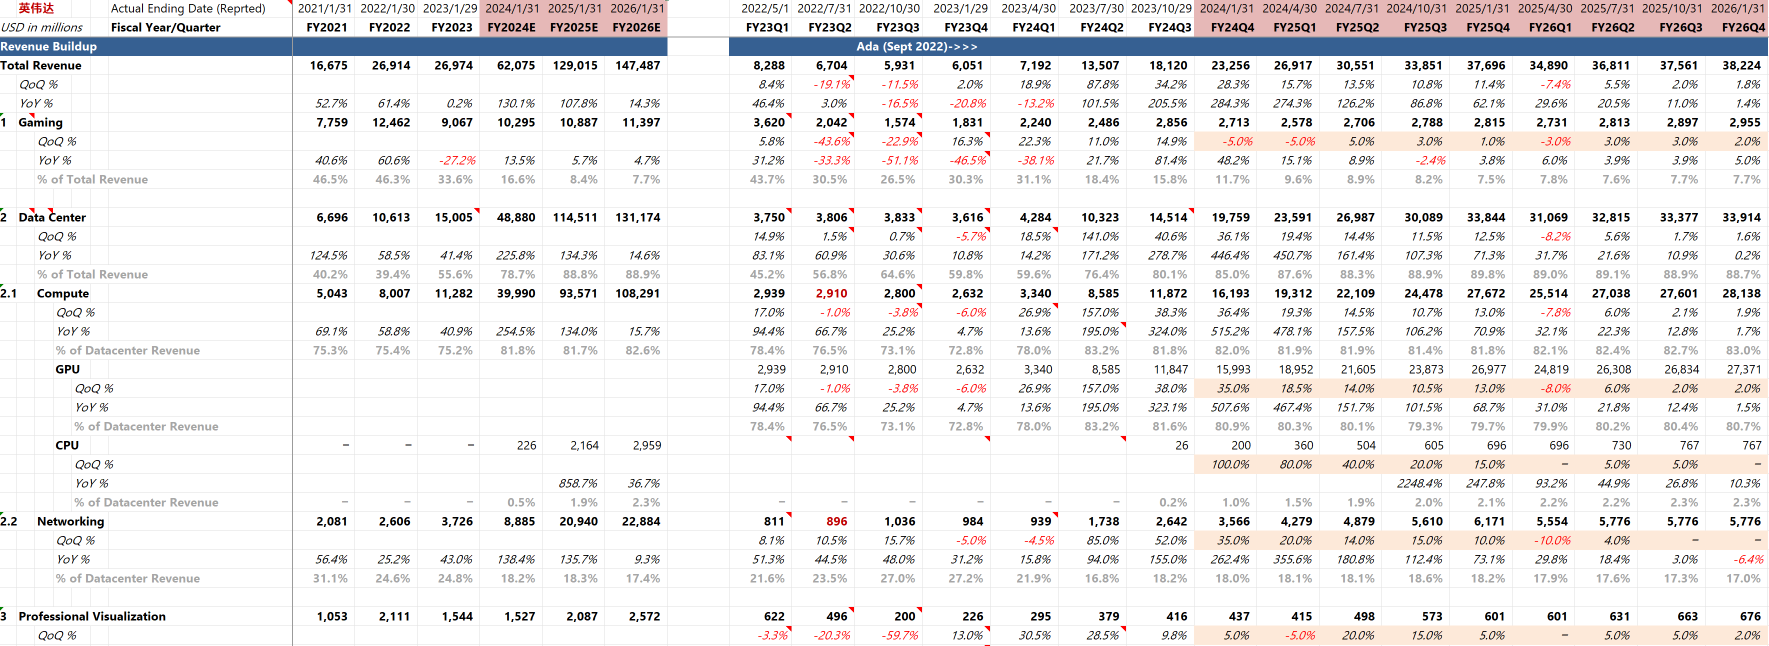 英伟达 Actual Ending Date (Reprted) 2021/1/31 2022/1/30 2023/1/29 2024/1/31 2025/1/31 2026/1/31 2022/5/1 2022/7/31 2022/10/30 2023/1/29 2023/4/30 2023/7/30 2023/10/29 2024/1/31 2024/4/30 2024/7/31 2024/10/31 2025/1/31 2025/4/30 2025/7/31 2025/10/31 2026/1/31
USD in millions Fiscal Year/Quarter FY2021 FY2022 FY2023 FY2024E FY2025E FY2026E FY23Q1 FY23Q2 FY23Q3 FY23Q4 FY24Q1 FY24Q2 FY24Q3 FY24Q4 FY25Q1 FY25Q2 FY25Q3 FY25Q4 FY26Q1 FY26Q2 FY26Q3 FY26Q4
Revenue Buildup Ada (Sept 2022)->>>
Total Revenue 16,675 26,914 26,974 62,075 129,015 147,487 8,288 6,704 5,931 6,051 7,192 13,507 18,120 23,256 26,917 30,551 33,851 37,696 34,890 36,811 37,561 38,224
QoQ % 8.4% -19.1% -11.5% 2.0% 18.9% 87.8% 34.2% 28.3% 15.7% 13.5% 10.8% 11.4% -7.4% 5.5% 2.0% 1.8%
YoY % 52.7% 61.4% 0.2% 130.1% 107.8% 14.3% 46.4% 3.0% -16.5% -20.8% -13.2% 101.5% 205.5% 284.3% 274.3% 126.2% 86.8% 62.1% 29.6% 20.5% 11.0% 1.4%
1 Gaming 7,759 12,462 9,067 10,295 10,887 11,397 3,620 2,042 1,574 1,831 2,240 2,486 2,856 2,713 2,578 2,706 2,788 2,815 2,731 2,813 2,897 2,955
QoQ % 5.8% -43.6% -22.9% 16.3% 22.3% 11.0% 14.9% -5.0% -5.0% 5.0% 3.0% 1.0% -3.0% 3.0% 3.0% 2.0%
YoY % 40.6% 60.6% -27.2% 13.5% 5.7% 4.7% 31.2% -33.3% -51.1% -46.5% -38.1% 21.7% 81.4% 48.2% 15.1% 8.9% -2.4% 3.8% 6.0% 3.9% 3.9% 5.0%
% of Total Revenue 46.5% 46.3% 33.6% 16.6% 8.4% 7.7% 43.7% 30.5% 26.5% 30.3% 31.1% 18.4% 15.8% 11.7% 9.6% 8.9% 8.2% 7.5% 7.8% 7.6% 7.7% 7.7%
2 Data Center 6,696 10,613 15,005 48,880 114,511 131,174 3,750 3,806 3,833 3,616 4,284 10,323 14,514 19,759 23,591 26,987 30,089 33,844 31,069 32,815 33,377 33,914
QoQ % 14.9% 1.5% 0.7% -5.7% 18.5% 141.0% 40.6% 36.1% 19.4% 14.4% 11.5% 12.5% -8.2% 5.6% 1.7% 1.6%
YoY % 124.5% 58.5% 41.4% 225.8% 134.3% 14.6% 83.1% 60.9% 30.6% 10.8% 14.2% 171.2% 278.7% 446.4% 450.7% 161.4% 107.3% 71.3% 31.7% 21.6% 10.9% 0.2%
% of Total Revenue 40.2% 39.4% 55.6% 78.7% 88.8% 88.9% 45.2% 56.8% 64.6% 59.8% 59.6% 76.4% 80.1% 85.0% 87.6% 88.3% 88.9% 89.8% 89.0% 89.1% 88.9% 88.7%
2.1 Compute 5,043 8,007 11,282 39,990 93,571 108,291 2,939 2,910 2,800 2,632 3,340 8,585 11,872 16,193 19,312 22,109 24,478 27,672 25,514 27,038 27,601 28,138
QoQ % 17.0% -1.0% -3.8% -6.0% 26.9% 157.0% 38.3% 36.4% 19.3% 14.5% 10.7% 13.0% -7.8% 6.0% 2.1% 1.9%
YoY % 69.1% 58.8% 40.9% 254.5% 134.0% 15.7% 94.4% 66.7% 25.2% 4.7% 13.6% 195.0% 324.0% 515.2% 478.1% 157.5% 106.2% 70.9% 32.1% 22.3% 12.8% 1.7%
% of Datacenter Revenue 75.3% 75.4% 75.2% 81.8% 81.7% 82.6% 78.4% 76.5% 73.1% 72.8% 78.0% 83.2% 81.8% 82.0% 81.9% 81.9% 81.4% 81.8% 82.1% 82.4% 82.7% 83.0%
GPU 2,939 2,910 2,800 2,632 3,340 8,585 11,847 15,993 18,952 21,605 23,873 26,977 24,819 26,308 26,834 27,371
QoQ % 17.0% -1.0% -3.8% -6.0% 26.9% 157.0% 38.0% 35.0% 18.5% 14.0% 10.5% 13.0% -8.0% 6.0% 2.0% 2.0%
YoY % 94.4% 66.7% 25.2% 4.7% 13.6% 195.0% 323.1% 507.6% 467.4% 151.7% 101.5% 68.7% 31.0% 21.8% 12.4% 1.5%
% of Datacenter Revenue 78.4% 76.5% 73.1% 72.8% 78.0% 83.2% 81.6% 80.9% 80.3% 80.1% 79.3% 79.7% 79.9% 80.2% 80.4% 80.7%
CPU – – – 226 2,164 2,959 26 200 360 504 605 696 696 730 767 767
QoQ % 100.0% 80.0% 40.0% 20.0% 15.0% – 5.0% 5.0% –
YoY % 858.7% 36.7% 2248.4% 247.8% 93.2% 44.9% 26.8% 10.3%
% of Datacenter Revenue – – – 0.5% 1.9% 2.3% – – – – – – 0.2% 1.0% 1.5% 1.9% 2.0% 2.1% 2.2% 2.2% 2.3% 2.3%
2.2 Networking 2,081 2,606 3,726 8,885 20,940 22,884 811 896 1,036 984 939 1,738 2,642 3,566 4,279 4,879 5,610 6,171 5,554 5,776 5,776 5,776
QoQ % 8.1% 10.5% 15.7% -5.0% -4.5% 85.0% 52.0% 35.0% 20.0% 14.0% 15.0% 10.0% -10.0% 4.0% – –
YoY % 56.4% 25.2% 43.0% 138.4% 135.7% 9.3% 51.3% 44.5% 48.0% 31.2% 15.8% 94.0% 155.0% 262.4% 355.6% 180.8% 112.4% 73.1% 29.8% 18.4% 3.0% -6.4%
% of Datacenter Revenue 31.1% 24.6% 24.8% 18.2% 18.3% 17.4% 21.6% 23.5% 27.0% 27.2% 21.9% 16.8% 18.2% 18.0% 18.1% 18.1% 18.6% 18.2% 17.9% 17.6% 17.3% 17.0%
3 Professional Visualization 1,053 2,111 1,544 1,527 2,087 2,572 622 496 200 226 295 379 416 437 415 498 573 601 601 631 663 676
QoQ % -3.3% -20.3% -59.7% 13.0% 30.5% 28.5% 9.8% 5.0% -5.0% 20.0% 15.0% 5.0% – 5.0% 5.0% 2.0%